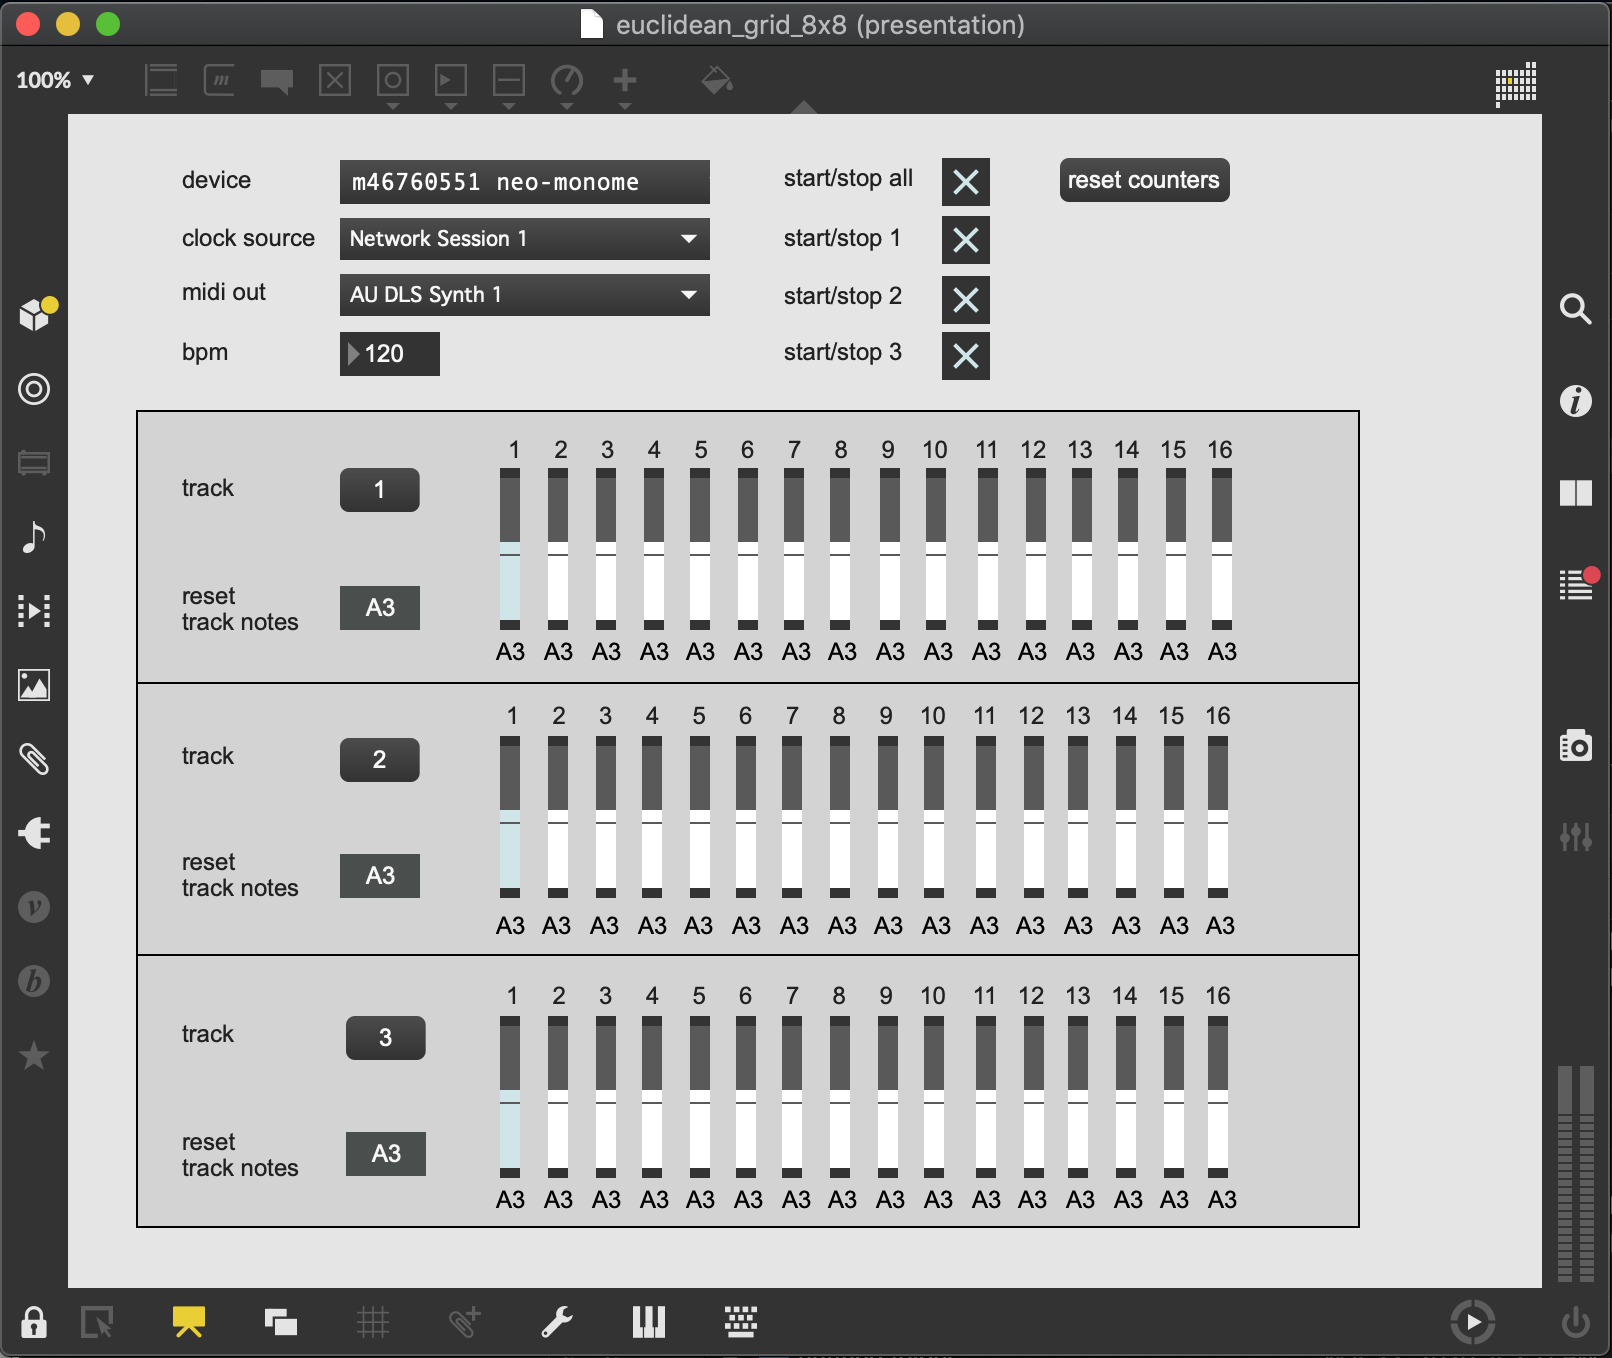 euclidean_grid_8x8 (presentation)
100%
device
m46760551 neo-monome
start/stop all
reset counters
clock source
Network Session 1
start/stop 1
midi out
AU DLS Synth 1
start/stop 2
bpm
120
start/stop 3
1 2 3 4 5 6 7 8 9 10 11 12 13 14 15 16
track
1
reset
track notes
A3
A3 A3 A3 A3 A3 A3 A3 A3 A3 A3 A3 A3 A3 A3 A3 A3
1 2 3 4 5 6 7 8 9 10 11 12 13 14 15 16
track
2
reset
track notes
A3
A3 A3 A3 A3 A3 A3 A3 A3 A3 A3 A3 A3 A3 A3 A3 A3
1 2 3 4 5 6 7 8 9 10 11 12 13 14 15 16
track
3
reset
track notes
A3
A3 A3 A3 A3 A3 A3 A3 A3 A3 A3 A3 A3 A3 A3 A3 A3